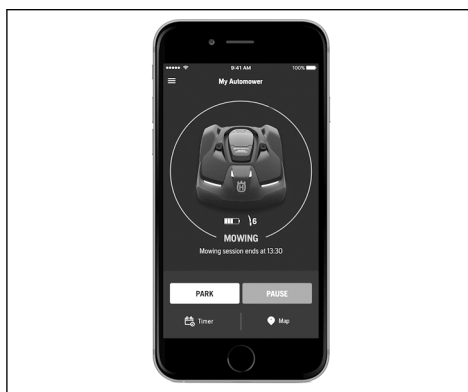 9:41 AM
100%
My Automower
6
MOWING
Mowing session ends at 13:30
PARK
PAUSE
Timer
Map